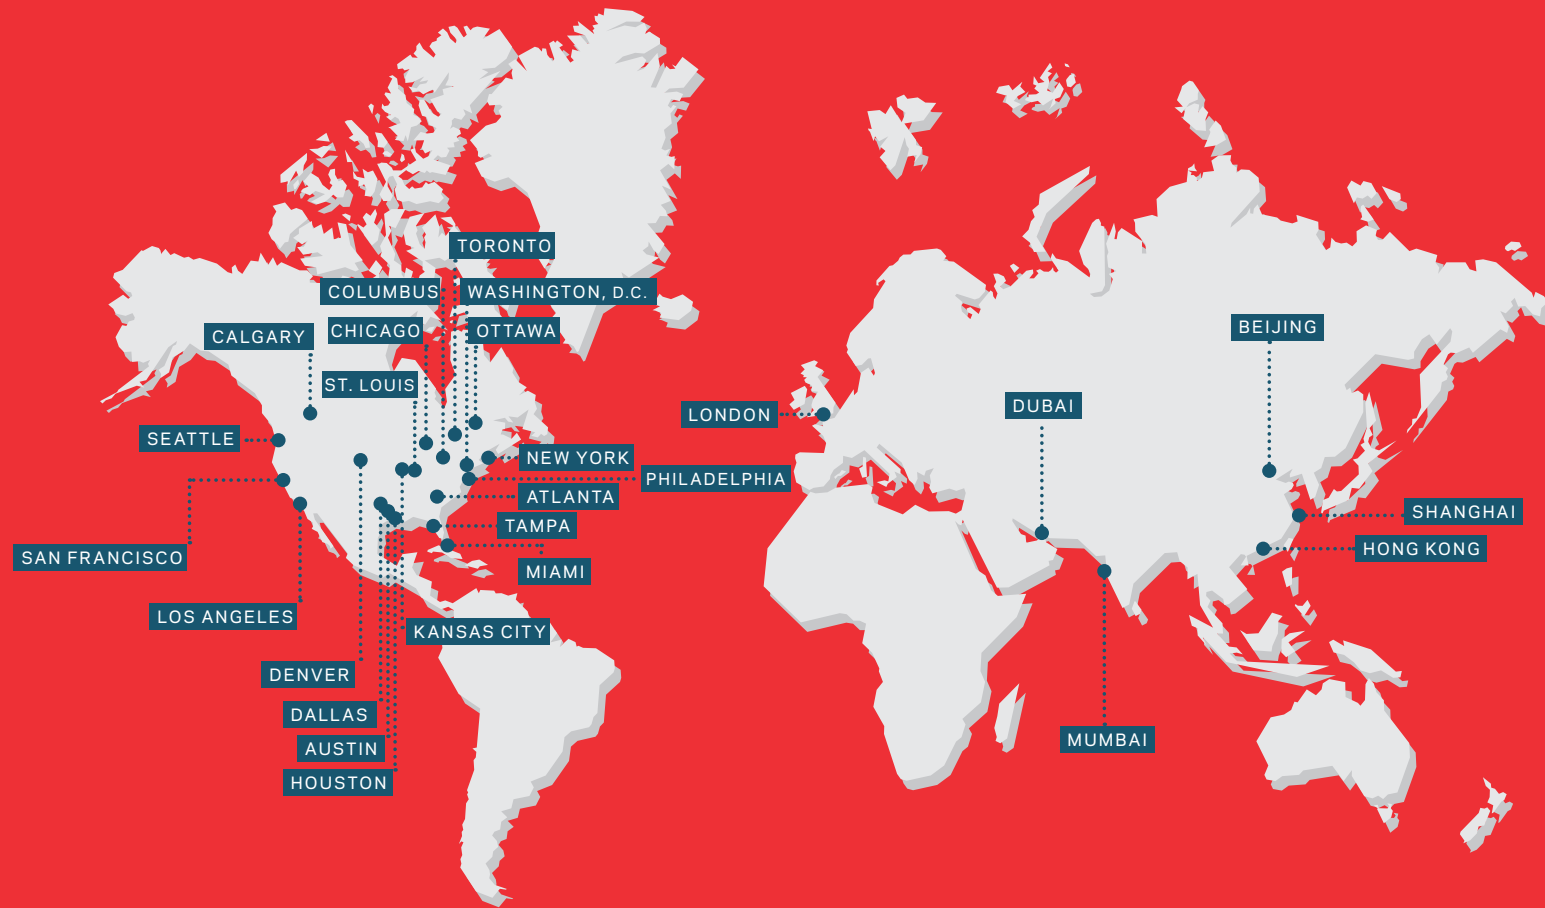 TORONTO
COLUMBUS
WASHINGTON, D.C.
CALGARY
CHICAGO
OTTAWA
BEIJING
ST. LOUIS
DUBAI
LONDON
SEATTLE
NEW YORK
PHILADELPHIA
ATLANTA
SHANGHAI
TAMPA
HONG KONG
SAN FRANCISCO
MIAMI
LOS ANGELES
KANSAS CITY
DENVER
DALLAS
MUMBAI
AUSTIN
HOUSTON